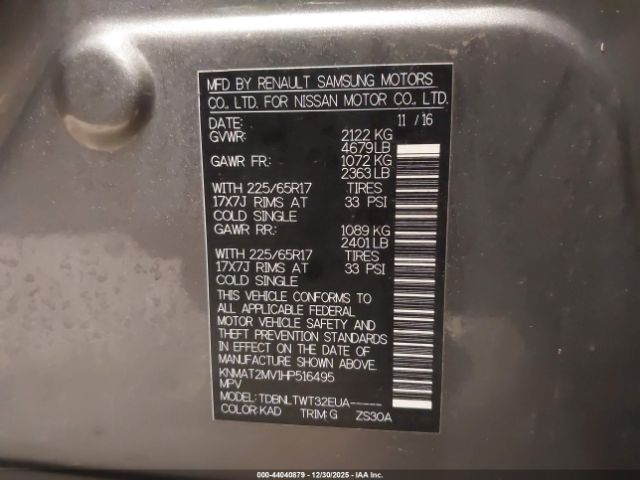 MFD BY RENAULT SAMSUNG MOTORS
CO., LTD. FOR NISSAN MOTOR CO., LTD.
DATE: 11 / 16
GVWR: 2122 KG
4679 LB
GAWR FR: 1072 KG
2363 LB
WITH 225/65R17 TIRES
17X7J RIMS AT 33 PSI
COLD SINGLE
GAWR RR: 1089 KG
2401 LB
WITH 225/65R17 TIRES
17X7J RIMS AT 33 PSI
COLD SINGLE
THIS VEHICLE CONFORMS TO
ALL APPLICABLE FEDERAL
MOTOR VEHICLE SAFETY AND
THEFT PREVENTION STANDARDS
IN EFFECT ON THE DATE OF
MANUFACTURE SHOWN ABOVE.
KNMAT2MV1HP516495
MPV
MODEL: TDBNLTWT32EUA-----
COLOR: KAD TRIM: G ZS30A
000-44040879 * 12/30/2025 * IAAI.COM